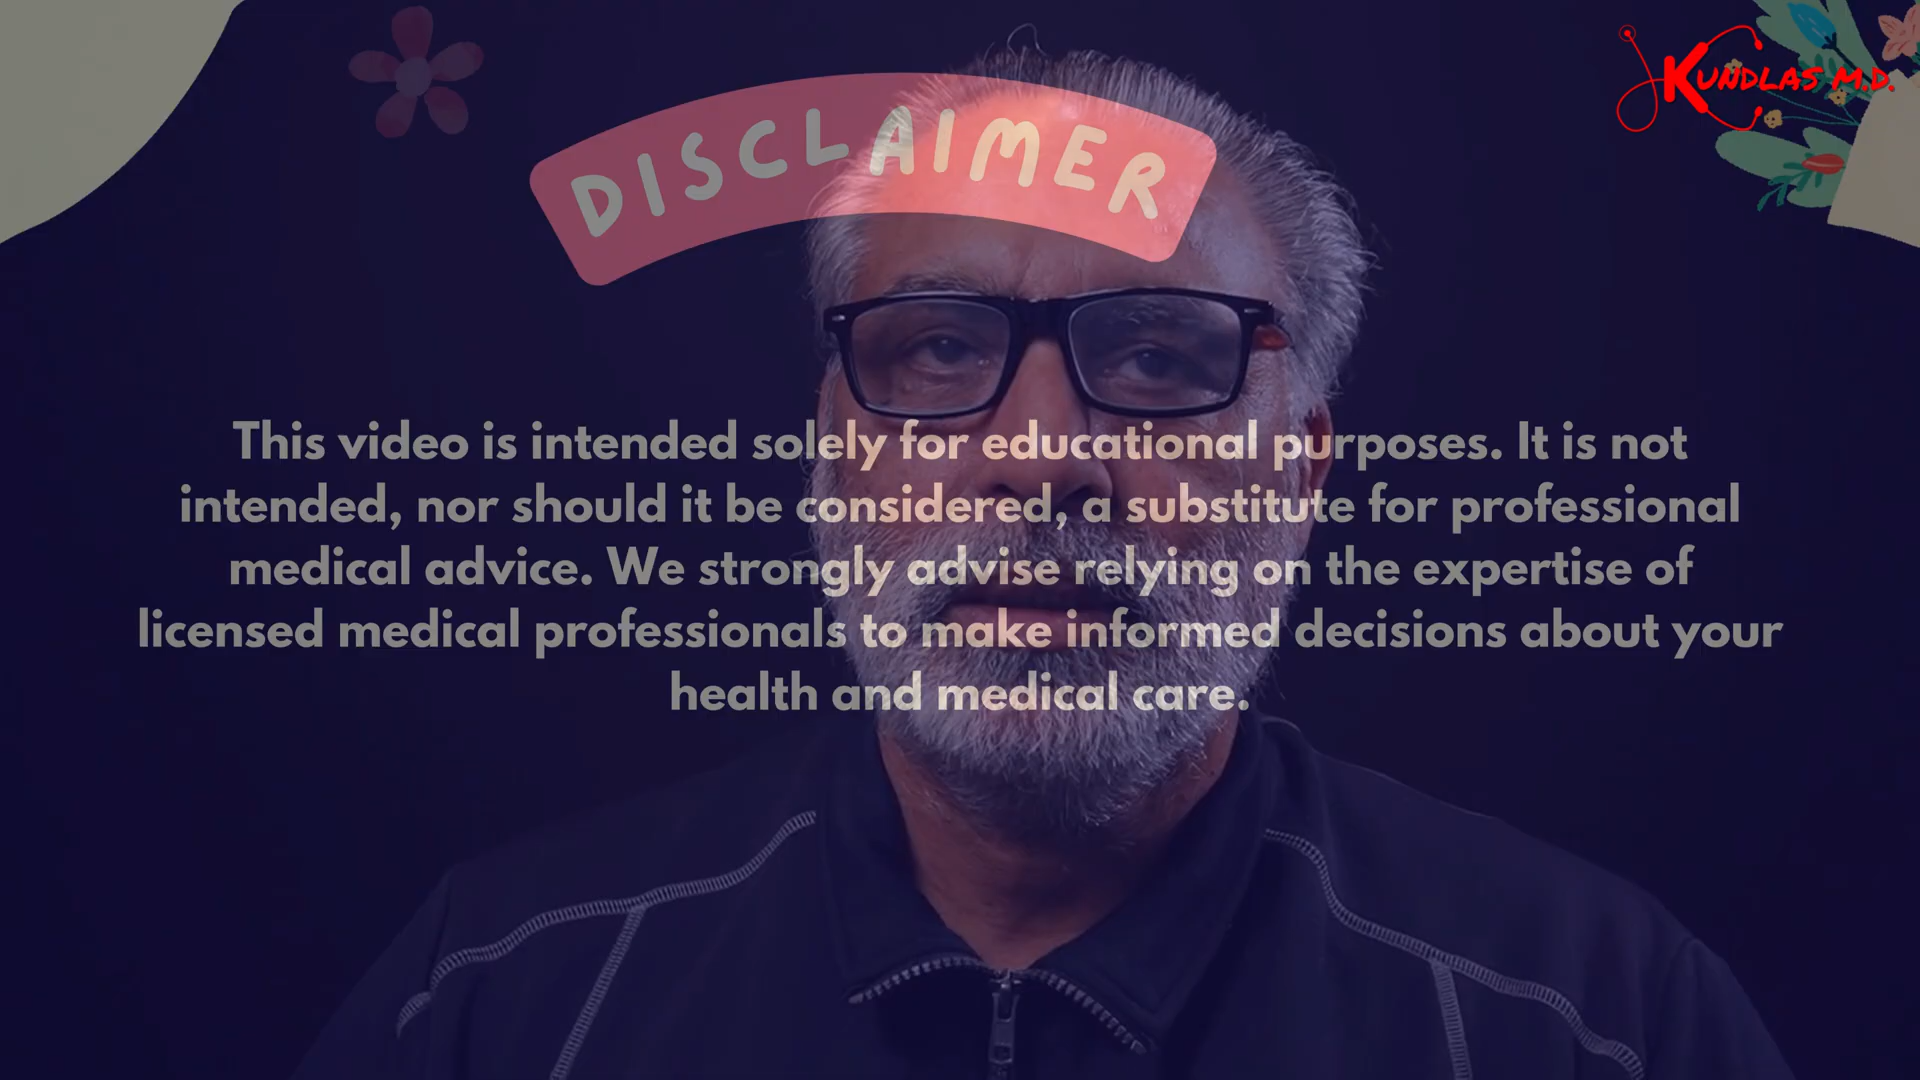 KUNDLAS M.D.
DISCLAIMER
This video is intended solely for educational purposes. It is not
intended, nor should it be considered, a substitute for professional
medical advice. We strongly advise relying on the expertise of
licensed medical professionals to make informed decisions about your
health and medical care.